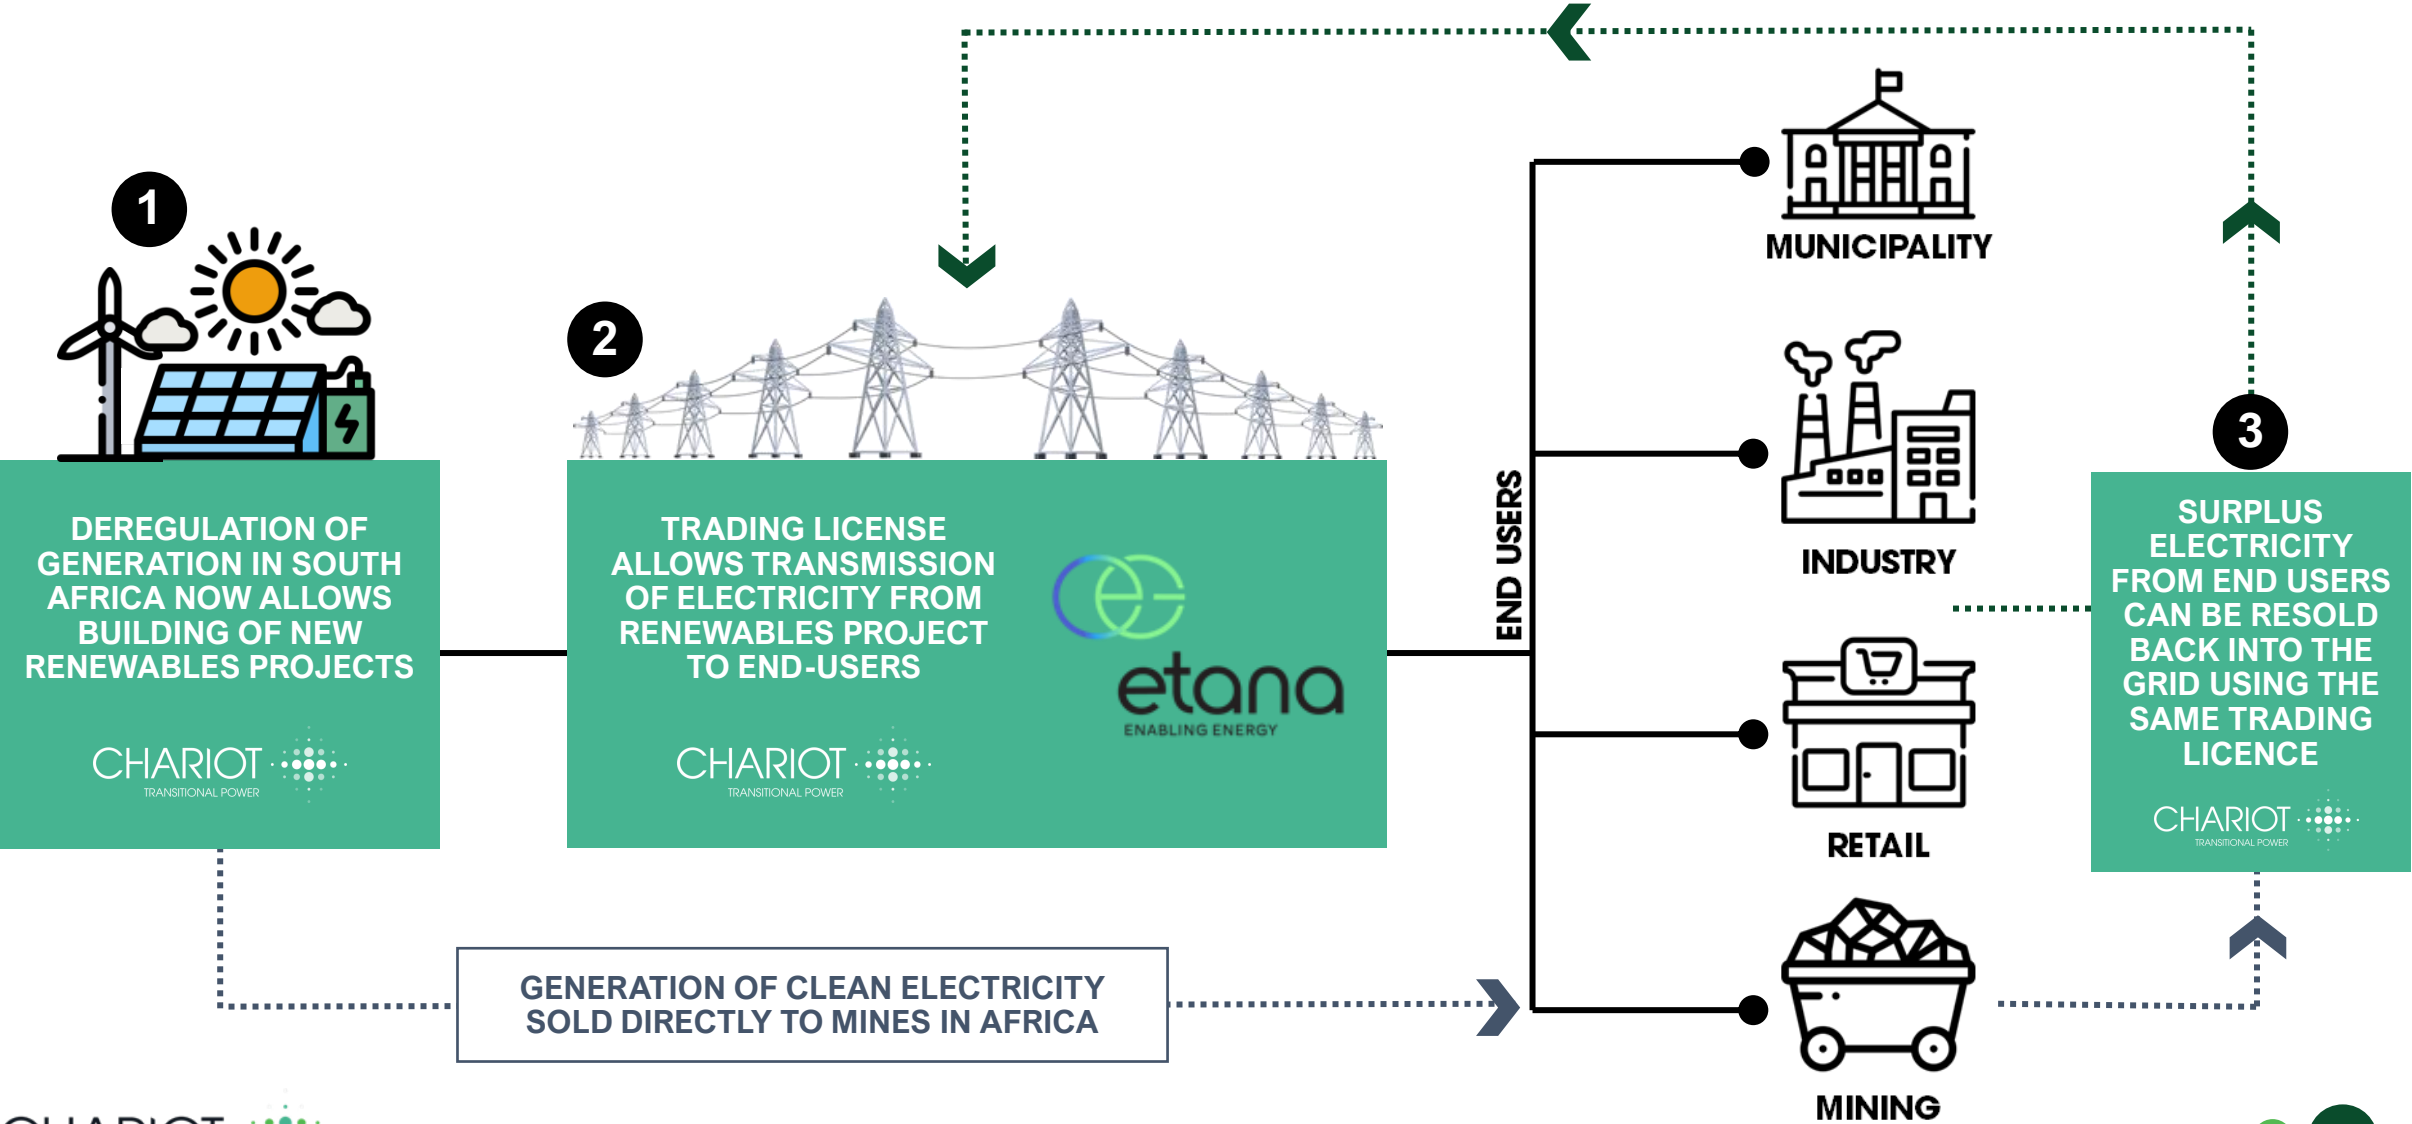 1
DEREGULATION OF
GENERATION IN SOUTH
AFRICA NOW ALLOWS
BUILDING OF NEW
RENEWABLES PROJECTS
CHARIOT
TRANSITIONAL POWER
2
TRADING LICENSE
ALLOWS TRANSMISSION
OF ELECTRICITY FROM
RENEWABLES PROJECT
TO END-USERS
CHARIOT
TRANSITIONAL POWER
etana
ENABLING ENERGY
END USERS
MUNICIPALITY
INDUSTRY
RETAIL
MINING
3
SURPLUS
ELECTRICITY
FROM END USERS
CAN BE RESOLD
BACK INTO THE
GRID USING THE
SAME TRADING
LICENCE
CHARIOT
TRANSITIONAL POWER
GENERATION OF CLEAN ELECTRICITY
SOLD DIRECTLY TO MINES IN AFRICA
CHARIOT